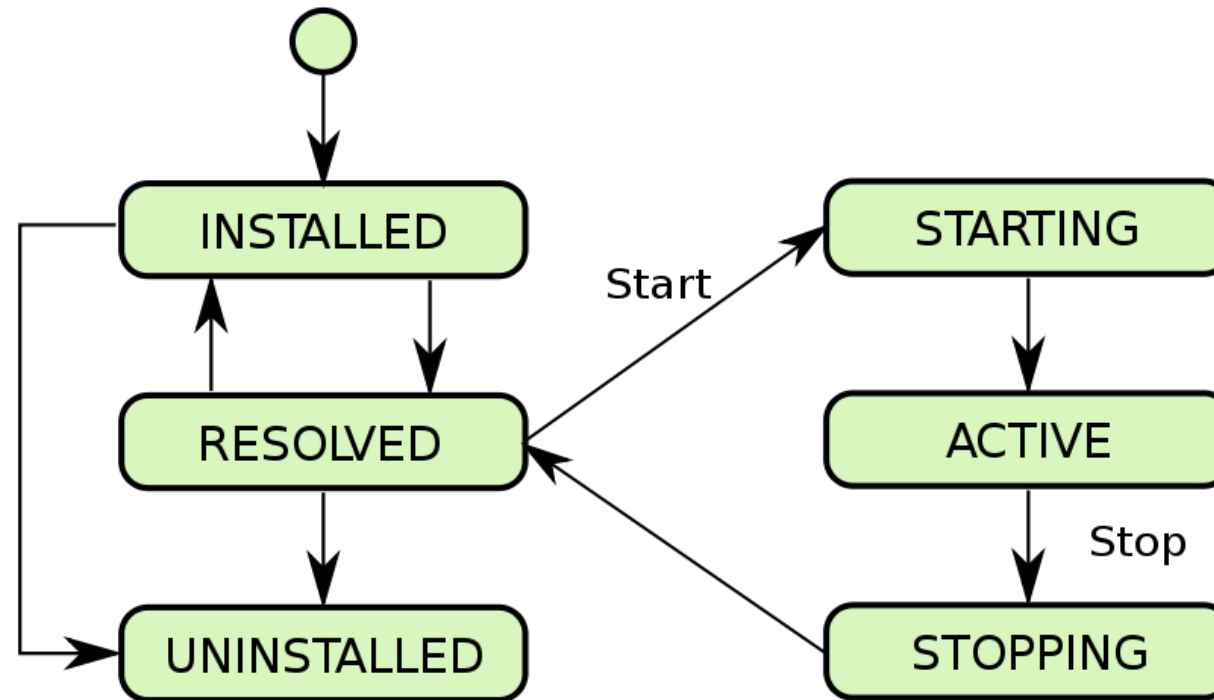 INSTALLED
STARTING
Start
RESOLVED
ACTIVE
Stop
UNINSTALLED
STOPPING